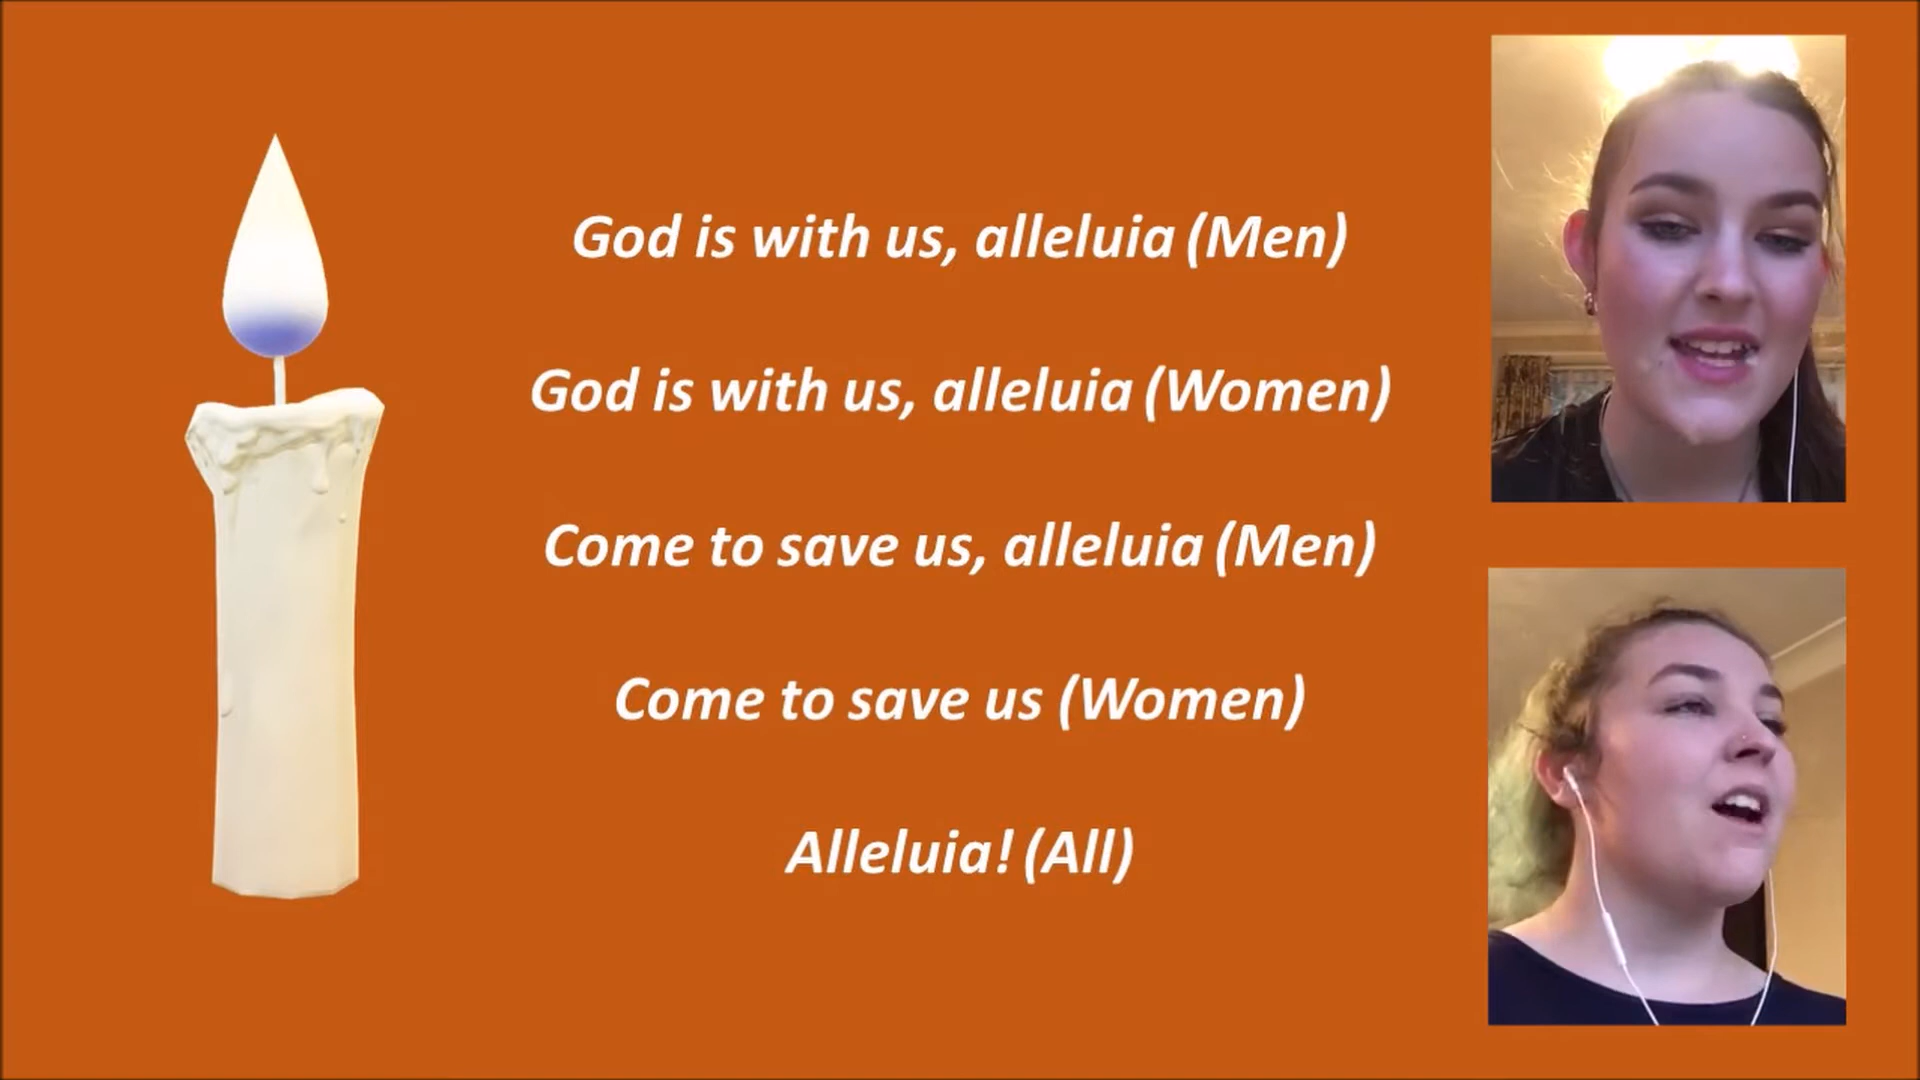 God is with us, alleluia (Men)
God is with us, alleluia (Women)
Come to save us, alleluia (Men)
Come to save us (Women)
Alleluia! (All)